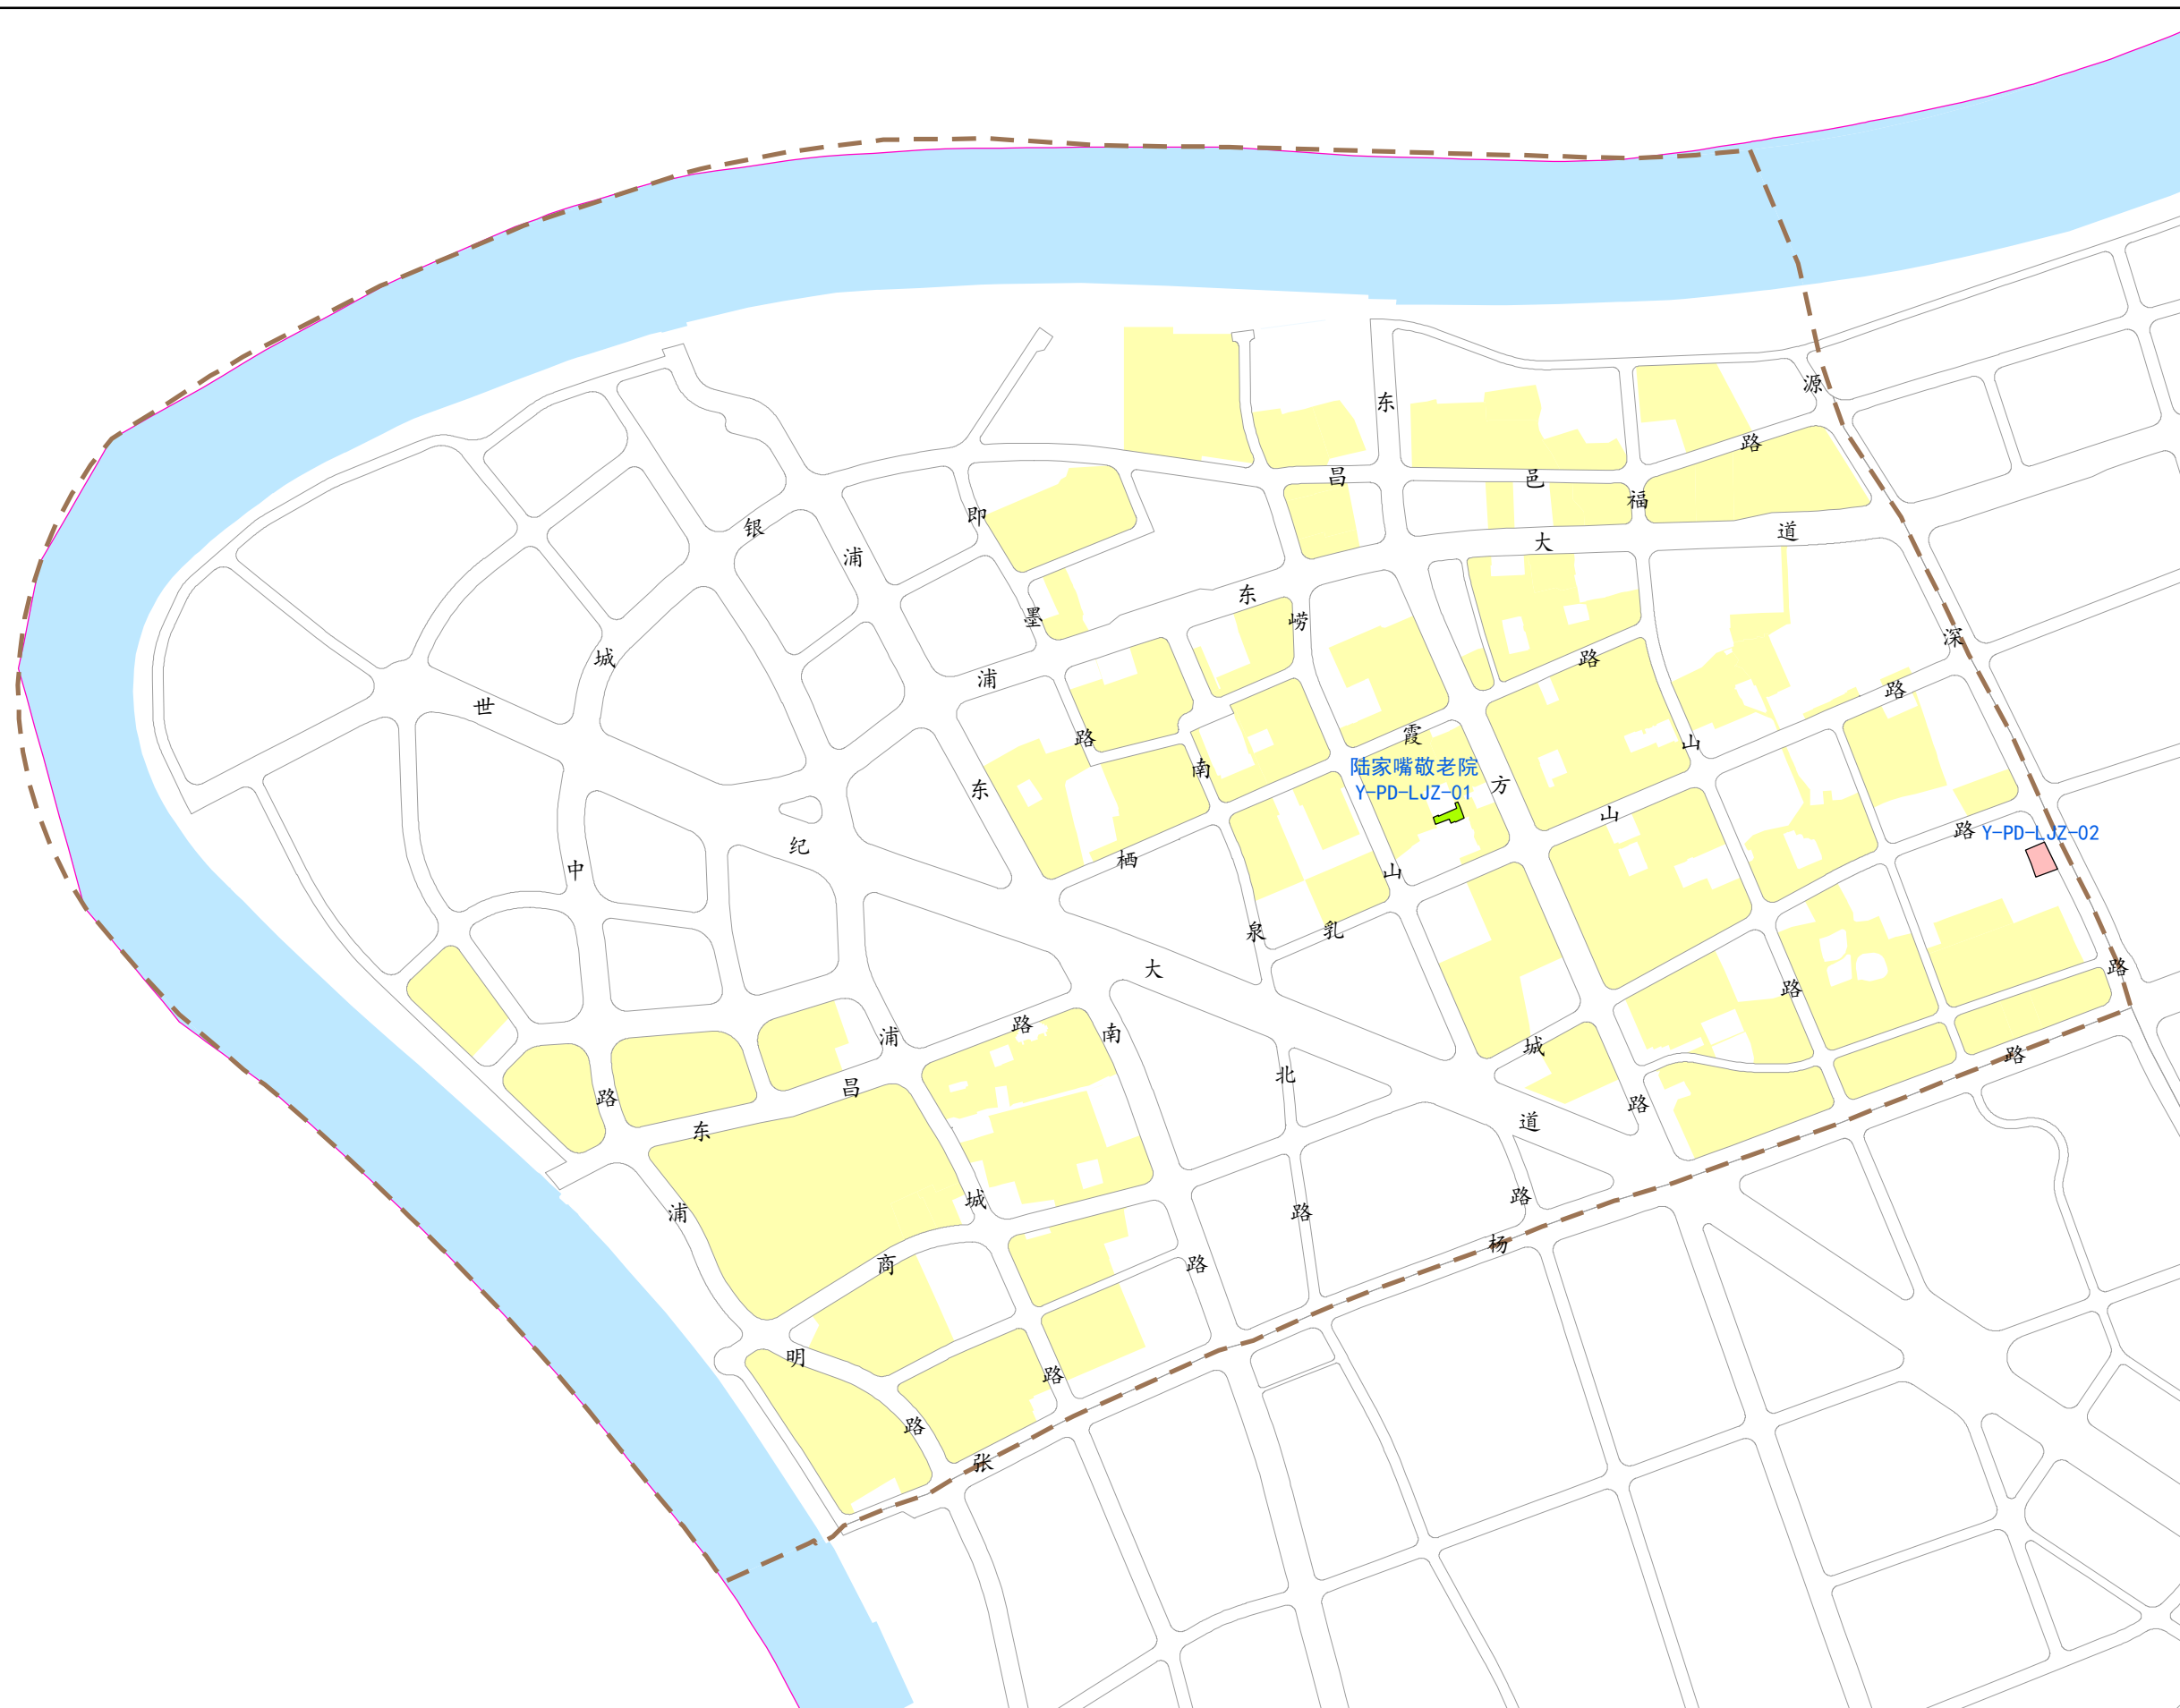 源
东
路
昌
邑
福
即
银
道
大
浦
东
墨
崂
深
城
路
浦
路
世
霞
路
山
陆家嘴敬老院
Y-PD-LJZ-01
南
方
东
山
路
Y-PD-LJZ-02
纪
栖
中
山
泉
乳
大
路
路
路
南
浦
城
路
北
昌
路
路
道
东
路
城
浦
路
杨
商
路
明
路
路
张